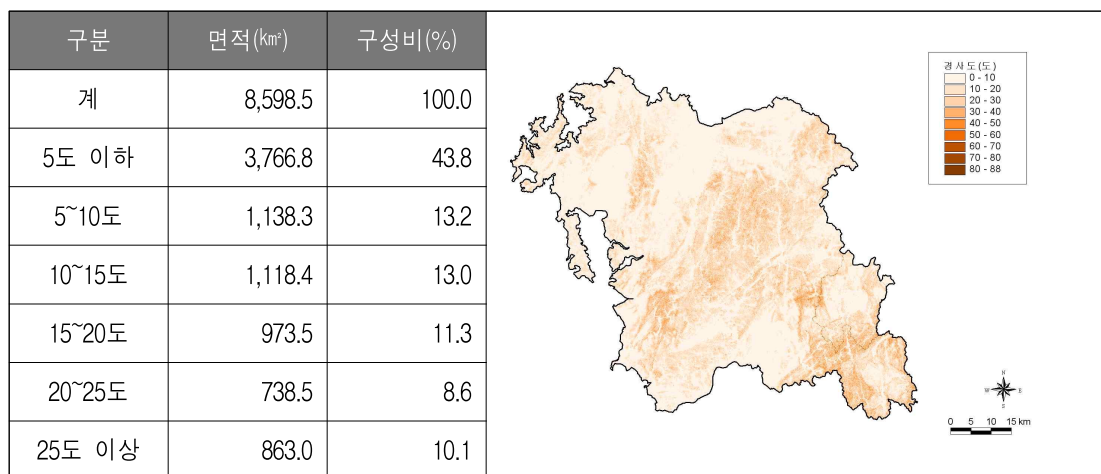 구분 면적(㎢) 구성비(%)
계 8,598.5 100.0
5도 이하 3,766.8 43.8
5~10도 1,138.3 13.2
10~15도 1,118.4 13.0
15~20도 973.5 11.3
20~25도 738.5 8.6
25도 이상 863.0 10.1
경사도(도)
0 - 10
10 - 20
20 - 30
30 - 40
40 - 50
50 - 60
60 - 70
70 - 80
80 - 88
N
W E
S
0 5 10 15 km